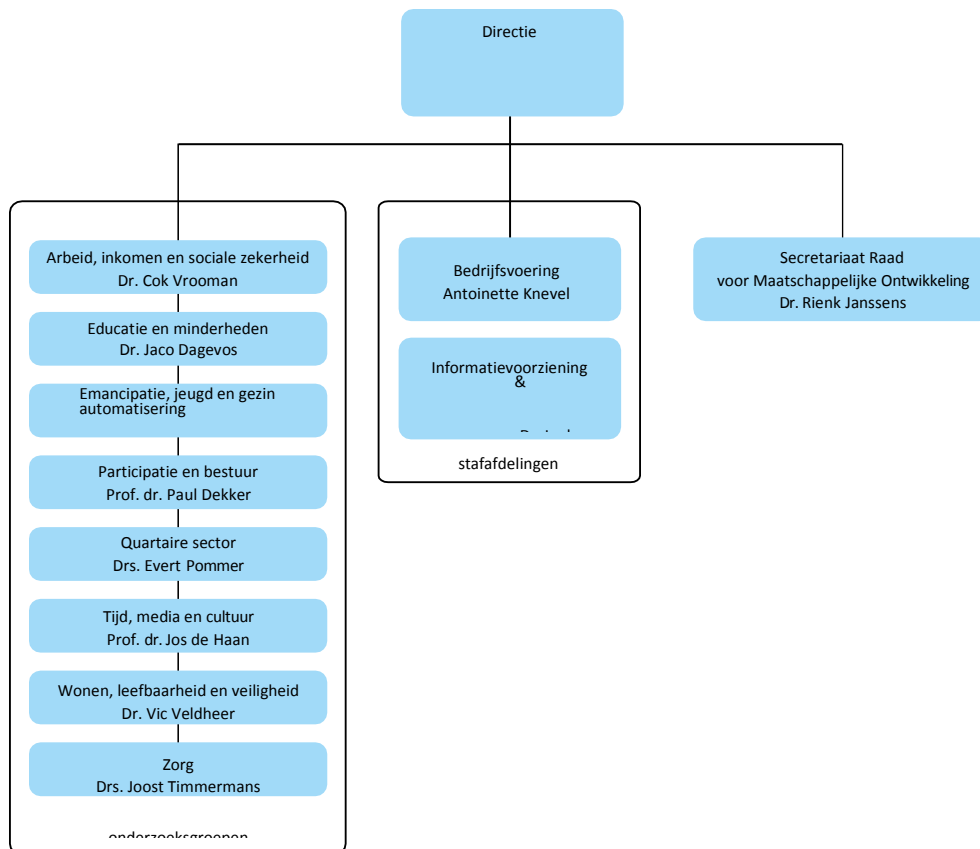 Directie
Arbeid, inkomen en sociale zekerheid
Dr. Cok Vrooman
Educatie en minderheden
Dr. Jaco Dagevos
Emancipatie, jeugd en gezin
automatisering
Participatie en bestuur
Prof. dr. Paul Dekker
Quartaire sector
Drs. Evert Pommer
Tijd, media en cultuur
Prof. dr. Jos de Haan
Wonen, leefbaarheid en veiligheid
Dr. Vic Veldheer
Zorg
Drs. Joost Timmermans
onderzoeksgroepen
Bedrijfsvoering
Antoinette Knevel
Informatievoorziening
&
stafafdelingen
Secretariaat Raad
voor Maatschappelijke Ontwikkeling
Dr. Rienk Janssens